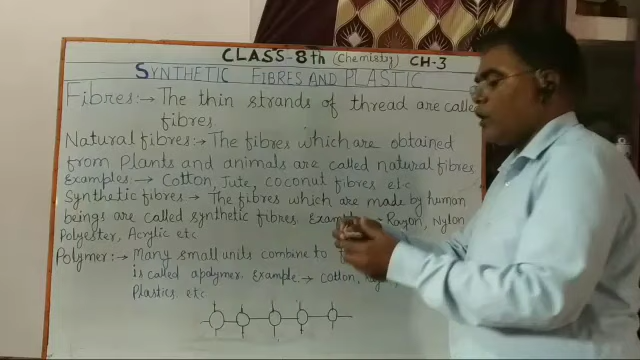 CLASS-8th (Chemistry) CH-3
SYNTHETIC FIBRES AND PLASTIC
Fibres:→ The thin strands of thread are called
fibres.
Natural fibres:→ The fibres which are obtained
from plants and animals are called natural fibres
Examples → Cotton, Jute, coconut fibres etc
Synthetic fibres → The fibres which are made by human
beings are called synthetic fibres. Rayon, Nylon
Polyester, Acrylic etc
Polymer:→ Many small units combine to
is called apolymer. Example → cotton,
Plastics. etc